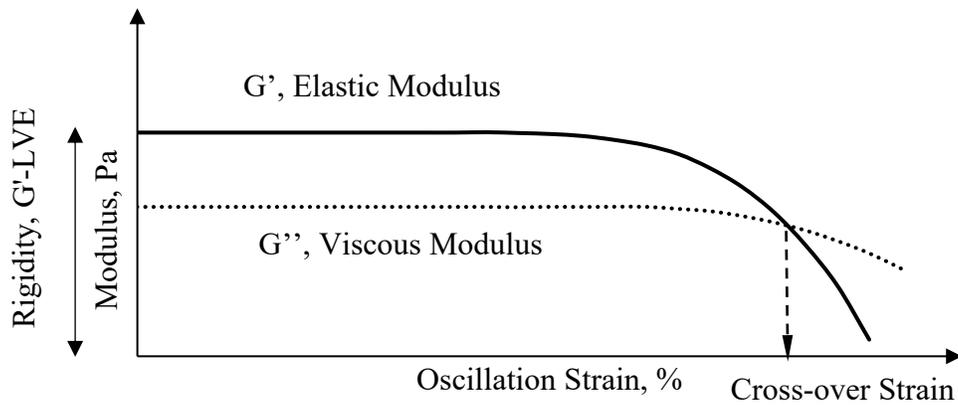 G’, Elastic Modulus
Rigidity, G'-LVE
Modulus, Pa
G’’, Viscous Modulus
Oscillation Strain, %
Cross-over Strain